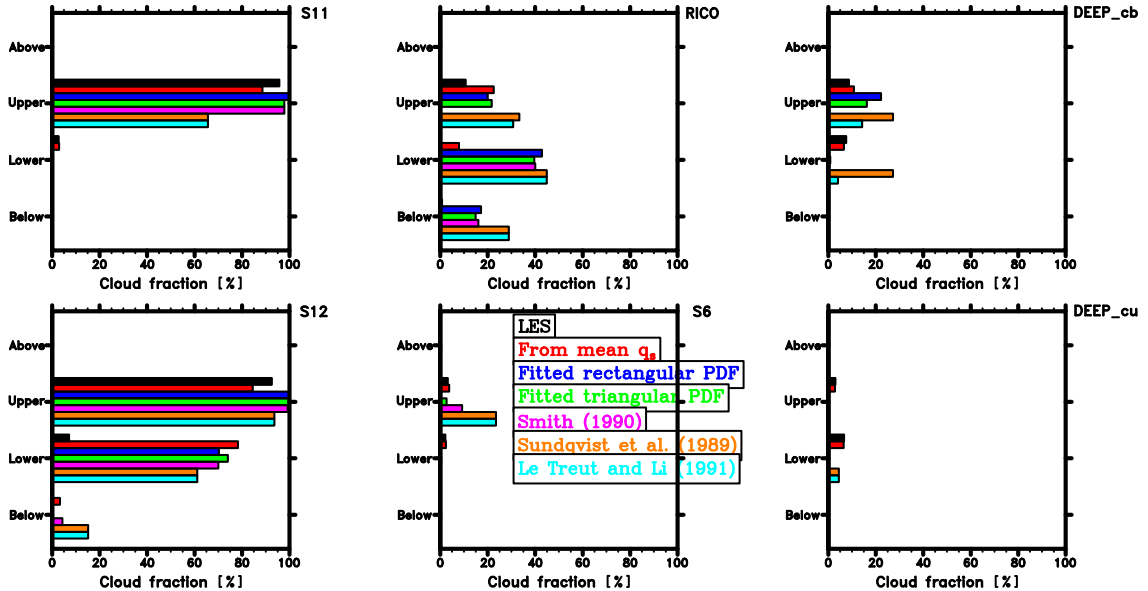 S11
Above
Upper
Lower
Below
0 20 40 60 80 100
Cloud fraction [%]
RICO
Above
Upper
Lower
Below
0 20 40 60 80 100
Cloud fraction [%]
DEEP_cb
Above
Upper
Lower
Below
0 20 40 60 80 100
Cloud fraction [%]
S12
Above
Upper
Lower
Below
0 20 40 60 80 100
Cloud fraction [%]
S6
Above
Upper
Lower
Below
0 20 40 60 80 100
Cloud fraction [%]
LES
From mean qs
Fitted rectangular PDF
Fitted triangular PDF
Smith (1990)
Sundqvist et al. (1989)
Le Treut and Li (1991)
DEEP_cu
Above
Upper
Lower
Below
0 20 40 60 80 100
Cloud fraction [%]